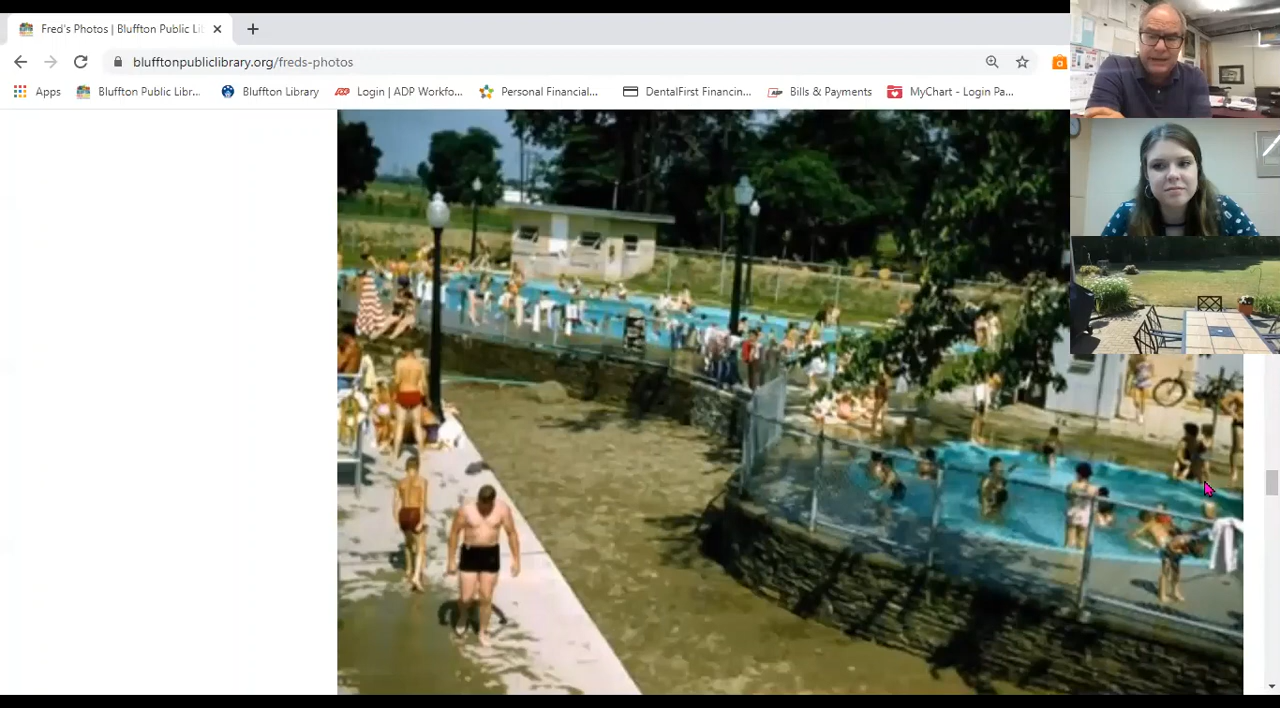 Fred's Photos | Bluffton Public Li
blufftonpubliclibrary.org/freds-photos
Apps Bluffton Public Libr... Bluffton Library Login | ADP Workfo... Personal Financial... DentalFirst Financin... Bills & Payments MyChart - Login Pa...